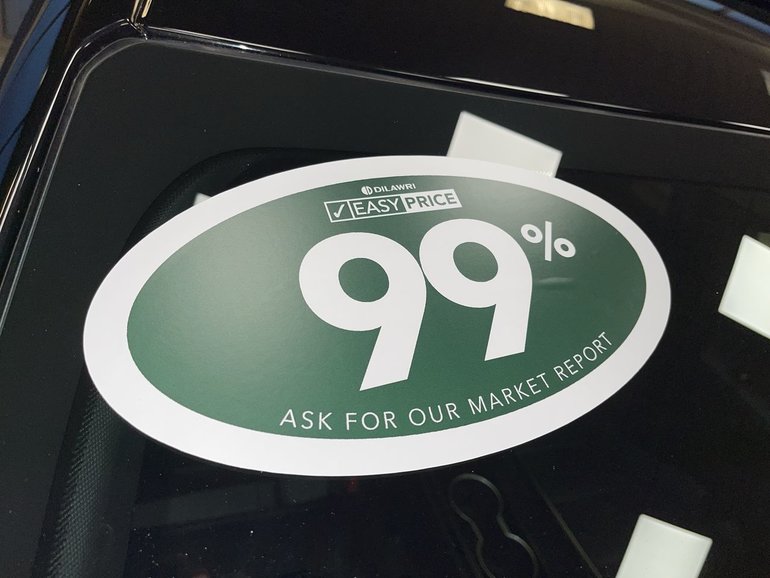 DILAWRI
✓ EASY PRICE
99%
ASK FOR OUR MARKET REPORT